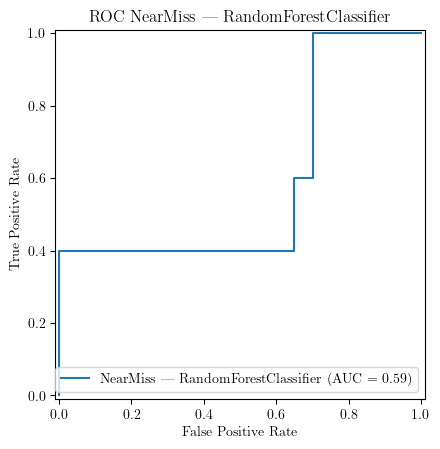 ROC NearMiss — RandomForestClassifier
1.0
0.8
0.6
0.4
0.2
0.0
True Positive Rate
NearMiss — RandomForestClassifier (AUC = 0.59)
0.0 0.2 0.4 0.6 0.8 1.0
False Positive Rate